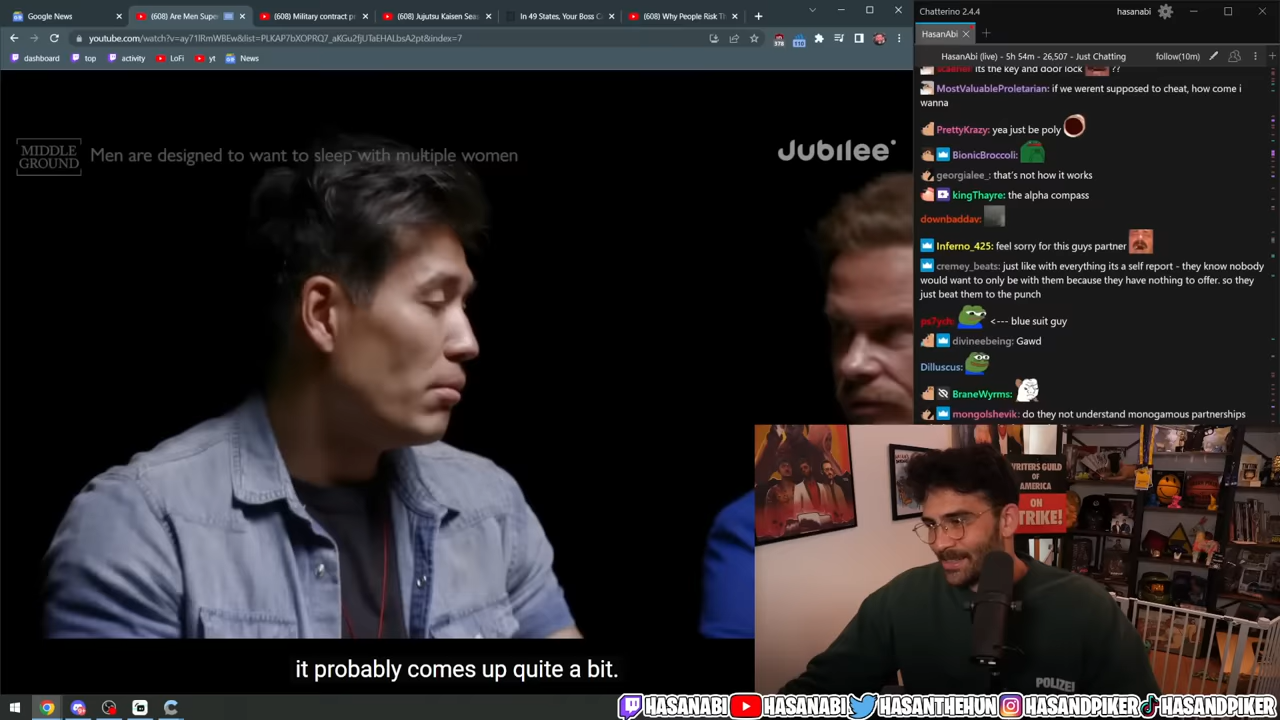 Google News
(608) Are Men Supe
(608) Military contract p
(608) Jujutsu Kaisen Seas
In 49 States, Your Boss C
(608) Why People Risk Th
youtube.com/watch?v=ay71lRmWBEw&list=PLKAP7bXOPRQ7_aKGu2fjUTaEHALbsA2pt&index=7
dashboard
top
activity
LoFi
yt
News
MIDDLE
GROUND
Men are designed to want to sleep with multiple women
Jubilee
it probably comes up quite a bit.
Chatterino 2.4.4
hasanabi
HasanAbi
HasanAbi (live) - 5h 54m - 26,507 - Just Chatting
follow(10m)
its the key and door lock ??
MostValuableProletarian: if we werent supposed to cheat, how come i
wanna
PrettyKrazy: yea just be poly
BionicBroccoli:
georgialee_: that's not how it works
kingThayre: the alpha compass
downbaddav:
Inferno_425: feel sorry for this guys partner
cremey_beats: just like with everything its a self report - they know nobody
would want to only be with them because they have nothing to offer. so they
just beat them to the punch
ps7ych: <--- blue suit guy
divineebeing: Gawd
Dilluscus:
BraneWyrms:
mongolshevik: do they not understand monogamous partnerships
WRITERS GUILD
OF
AMERICA
ON
STRIKE!
POLIZEI
HASANABI
HASANABI
HASANTHEHUN
HASANDPIKER
HASANDPIKER